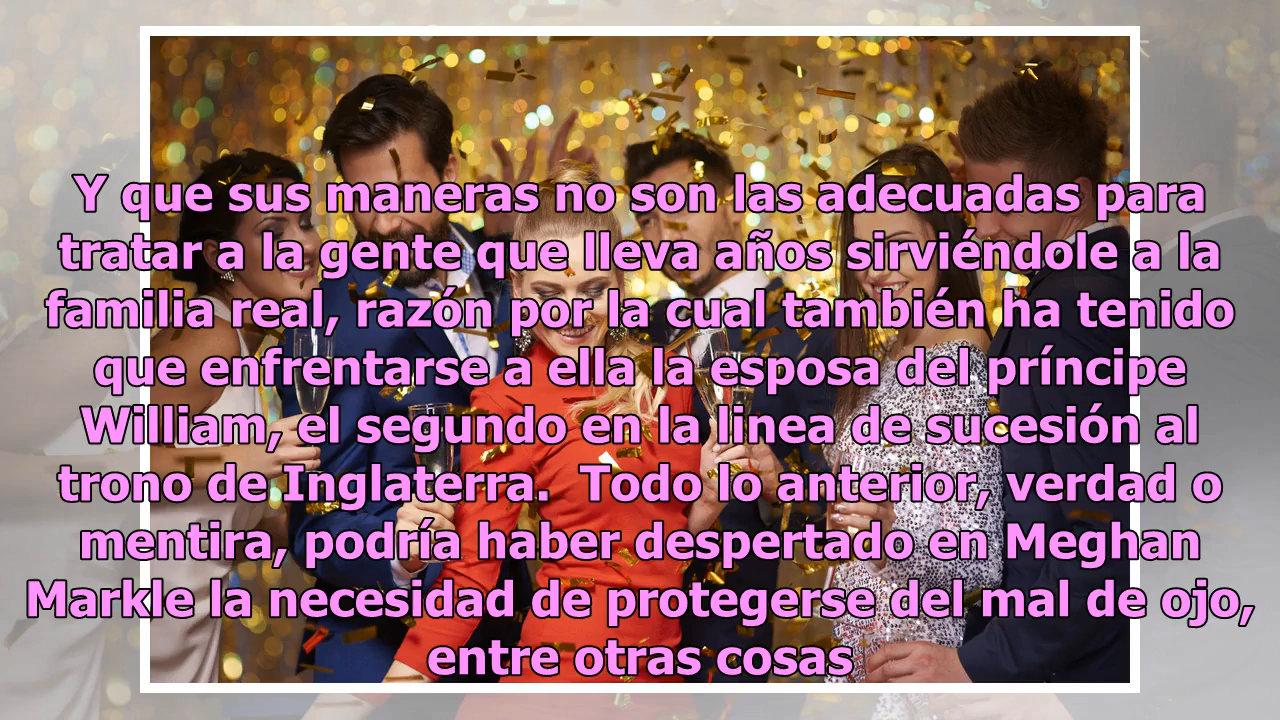 Y que sus maneras no son las adecuadas para
tratar a la gente que lleva años sirviéndole a la
familia real, razón por la cual también ha tenido
que enfrentarse a ella la esposa del príncipe
William, el segundo en la linea de sucesión al
trono de Inglaterra.  Todo lo anterior, verdad o
mentira, podría haber despertado en Meghan
Markle la necesidad de protegerse del mal de ojo,
entre otras cosas